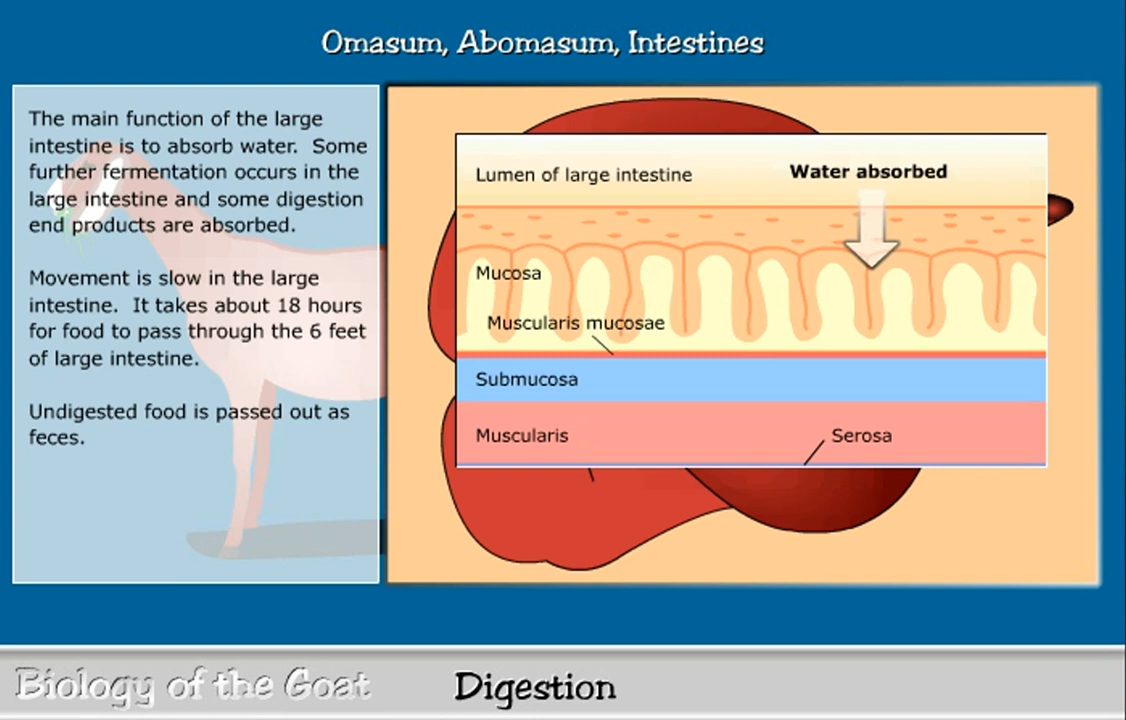 Omasum, Abomasum, Intestines
The main function of the large
intestine is to absorb water. Some
further fermentation occurs in the
large intestine and some digestion
end products are absorbed.
Movement is slow in the large
intestine. It takes about 18 hours
for food to pass through the 6 feet
of large intestine.
Undigested food is passed out as
feces.
Lumen of large intestine
Water absorbed
Mucosa
Muscularis mucosae
Submucosa
Muscularis
Serosa
Biology of the Goat
Digestion